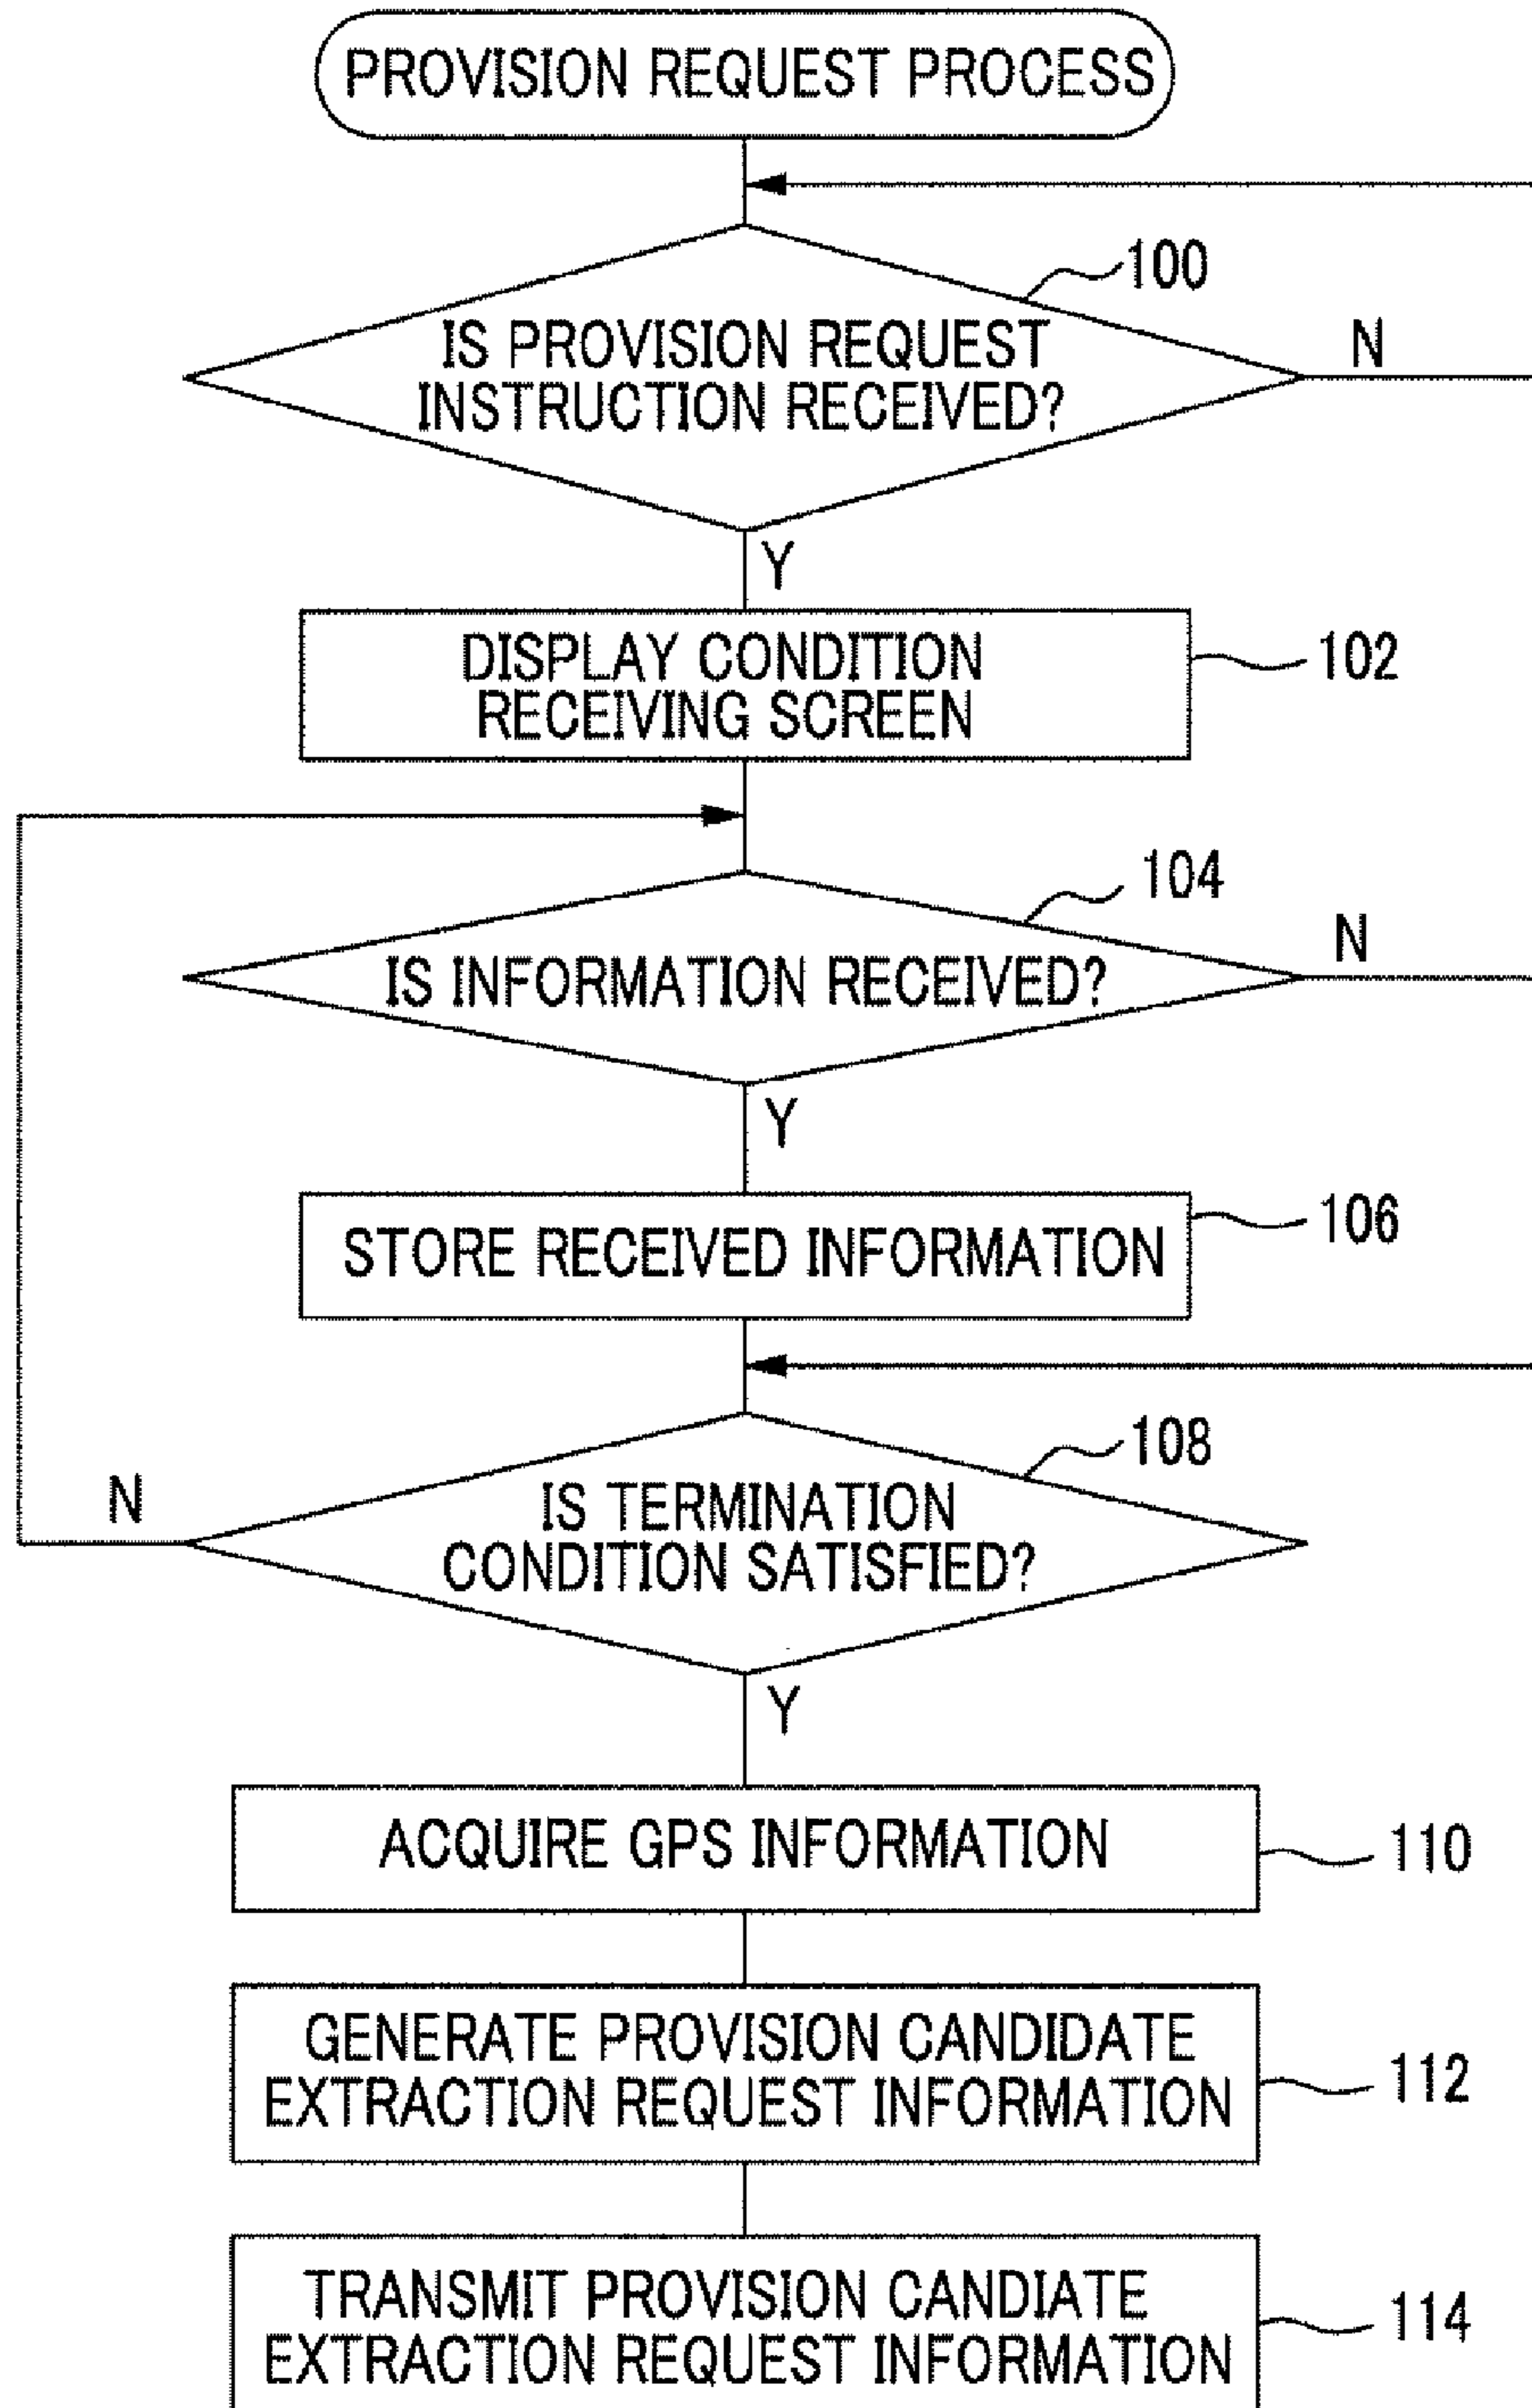 PROVISION REQUEST PROCESS
100
IS PROVISION REQUEST
INSTRUCTION RECEIVED?
N
Y
DISPLAY CONDITION
RECEIVING SCREEN
102
104
IS INFORMATION RECEIVED?
N
Y
STORE RECEIVED INFORMATION
106
108
IS TERMINATION
CONDITION SATISFIED?
N
Y
ACQUIRE GPS INFORMATION
110
GENERATE PROVISION CANDIDATE
EXTRACTION REQUEST INFORMATION
112
TRANSMIT PROVISION CANDIATE
EXTRACTION REQUEST INFORMATION
114